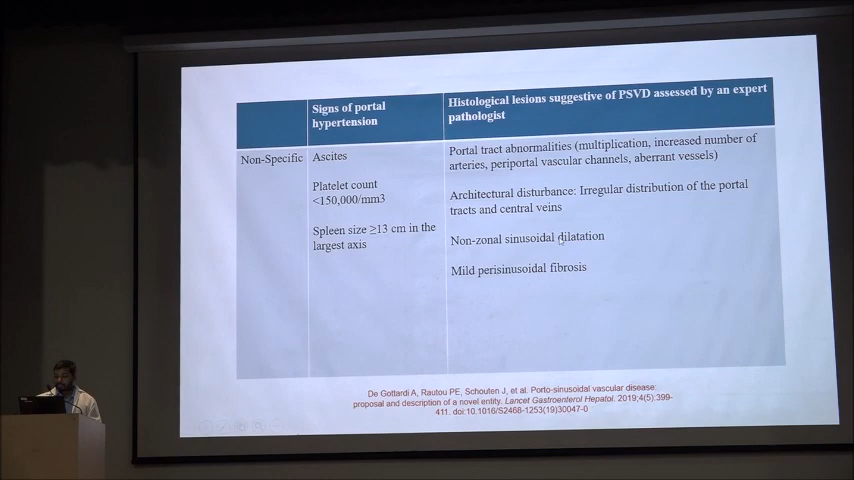 Signs of portal
hypertension
Histological lesions suggestive of PSVD assessed by an expert
pathologist
Non-Specific
Ascites
Platelet count
<150,000/mm3
Spleen size ≥13 cm in the
largest axis
Portal tract abnormalities (multiplication, increased number of
arteries, periportal vascular channels, aberrant vessels)
Architectural disturbance: Irregular distribution of the portal
tracts and central veins
Non-zonal sinusoidal dilatation
Mild perisinusoidal fibrosis
De Gottardi A, Rautou PE, Schouten J, et al. Porto-sinusoidal vascular disease:
proposal and description of a novel entity. Lancet Gastroenterol Hepatol. 2019;4(5):399-
411. doi:10.1016/S2468-1253(19)30047-0